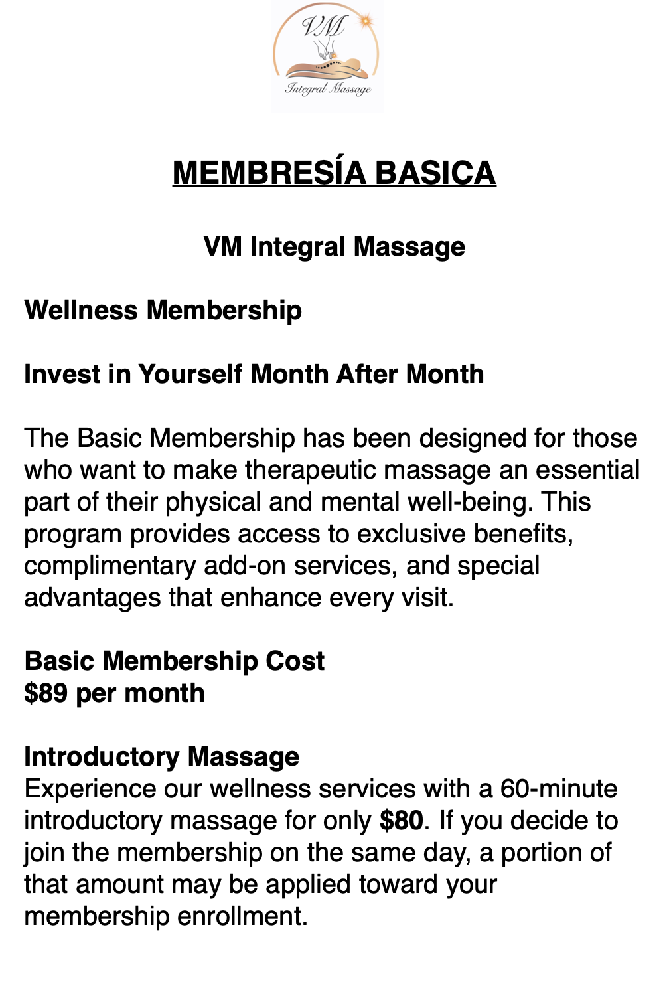 VM
Integral Massage
MEMBRESÍA BASICA
VM Integral Massage
Wellness Membership
Invest in Yourself Month After Month
The Basic Membership has been designed for those
who want to make therapeutic massage an essential
part of their physical and mental well-being. This
program provides access to exclusive benefits,
complimentary add-on services, and special
advantages that enhance every visit.
Basic Membership Cost
$89 per month
Introductory Massage
Experience our wellness services with a 60-minute
introductory massage for only $80. If you decide to
join the membership on the same day, a portion of
that amount may be applied toward your
membership enrollment.